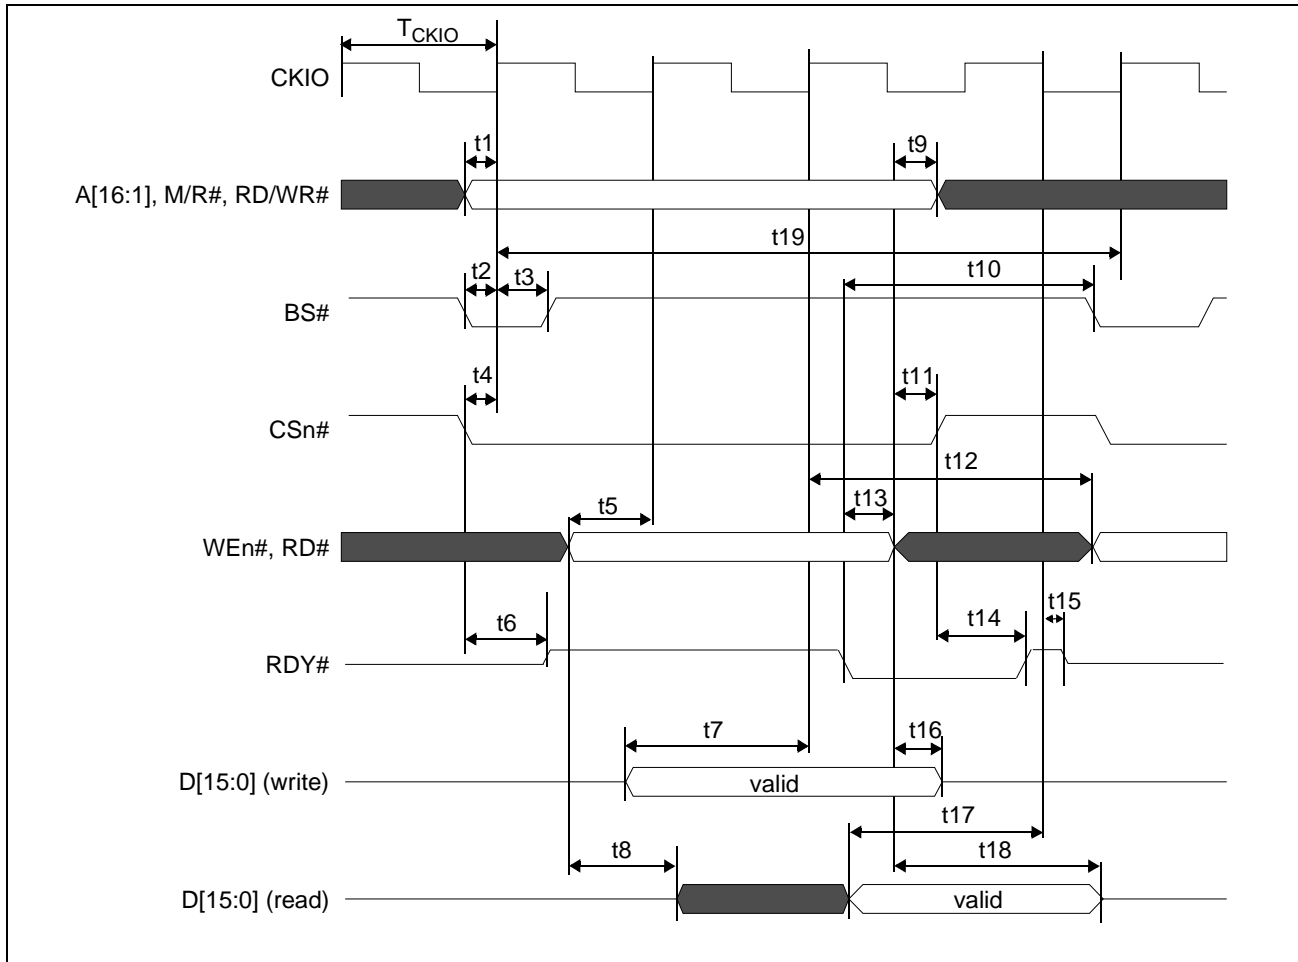 TCKIO
CKIO
t1
t9
A[16:1], M/R#, RD/WR#
t19
t2
t3
t10
BS#
t4
t11
CSn#
t12
t5
t13
WEn#, RD#
t6
t14
t15
RDY#
t7
t16
D[15:0] (write)
valid
t17
t8
t18
D[15:0] (read)
valid